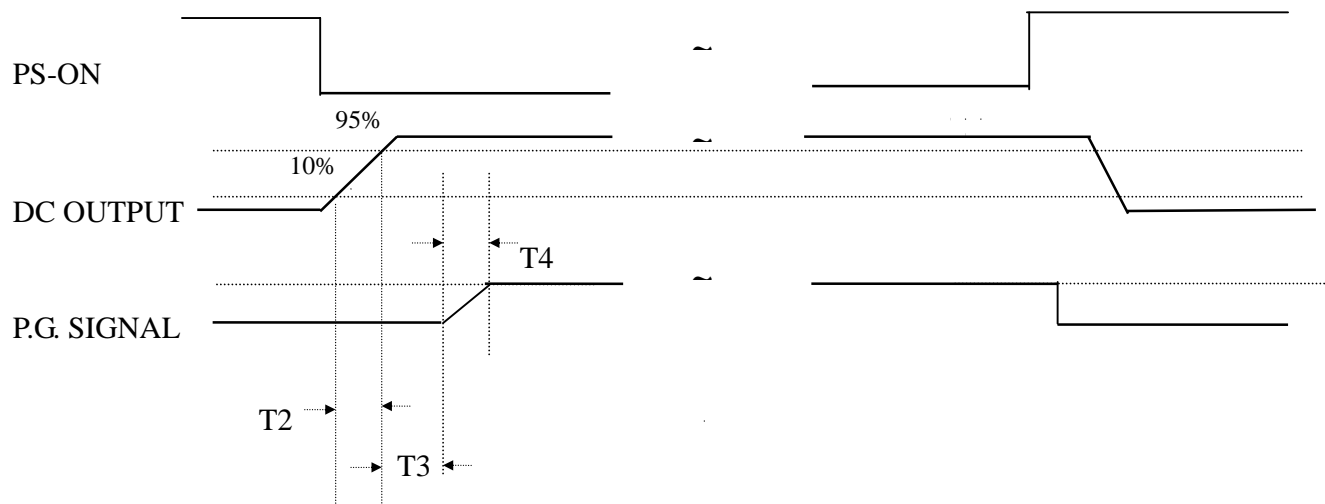 PS-ON
95%
10%
DC OUTPUT
T4
P.G. SIGNAL
T2
T3